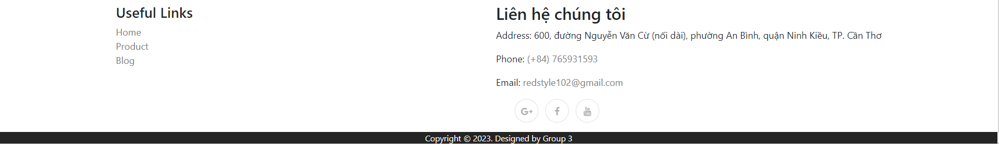 Useful Links
Home
Product
Blog
Liên hệ chúng tôi
Address: 600, đường Nguyễn Văn Cừ (nối dài), phường An Bình, quận Ninh Kiều, TP. Cần Thơ
Phone: (+84) 765931593
Email: redstyle102@gmail.com
G+
f
You Tube
Copyright © 2023. Designed by Group 3